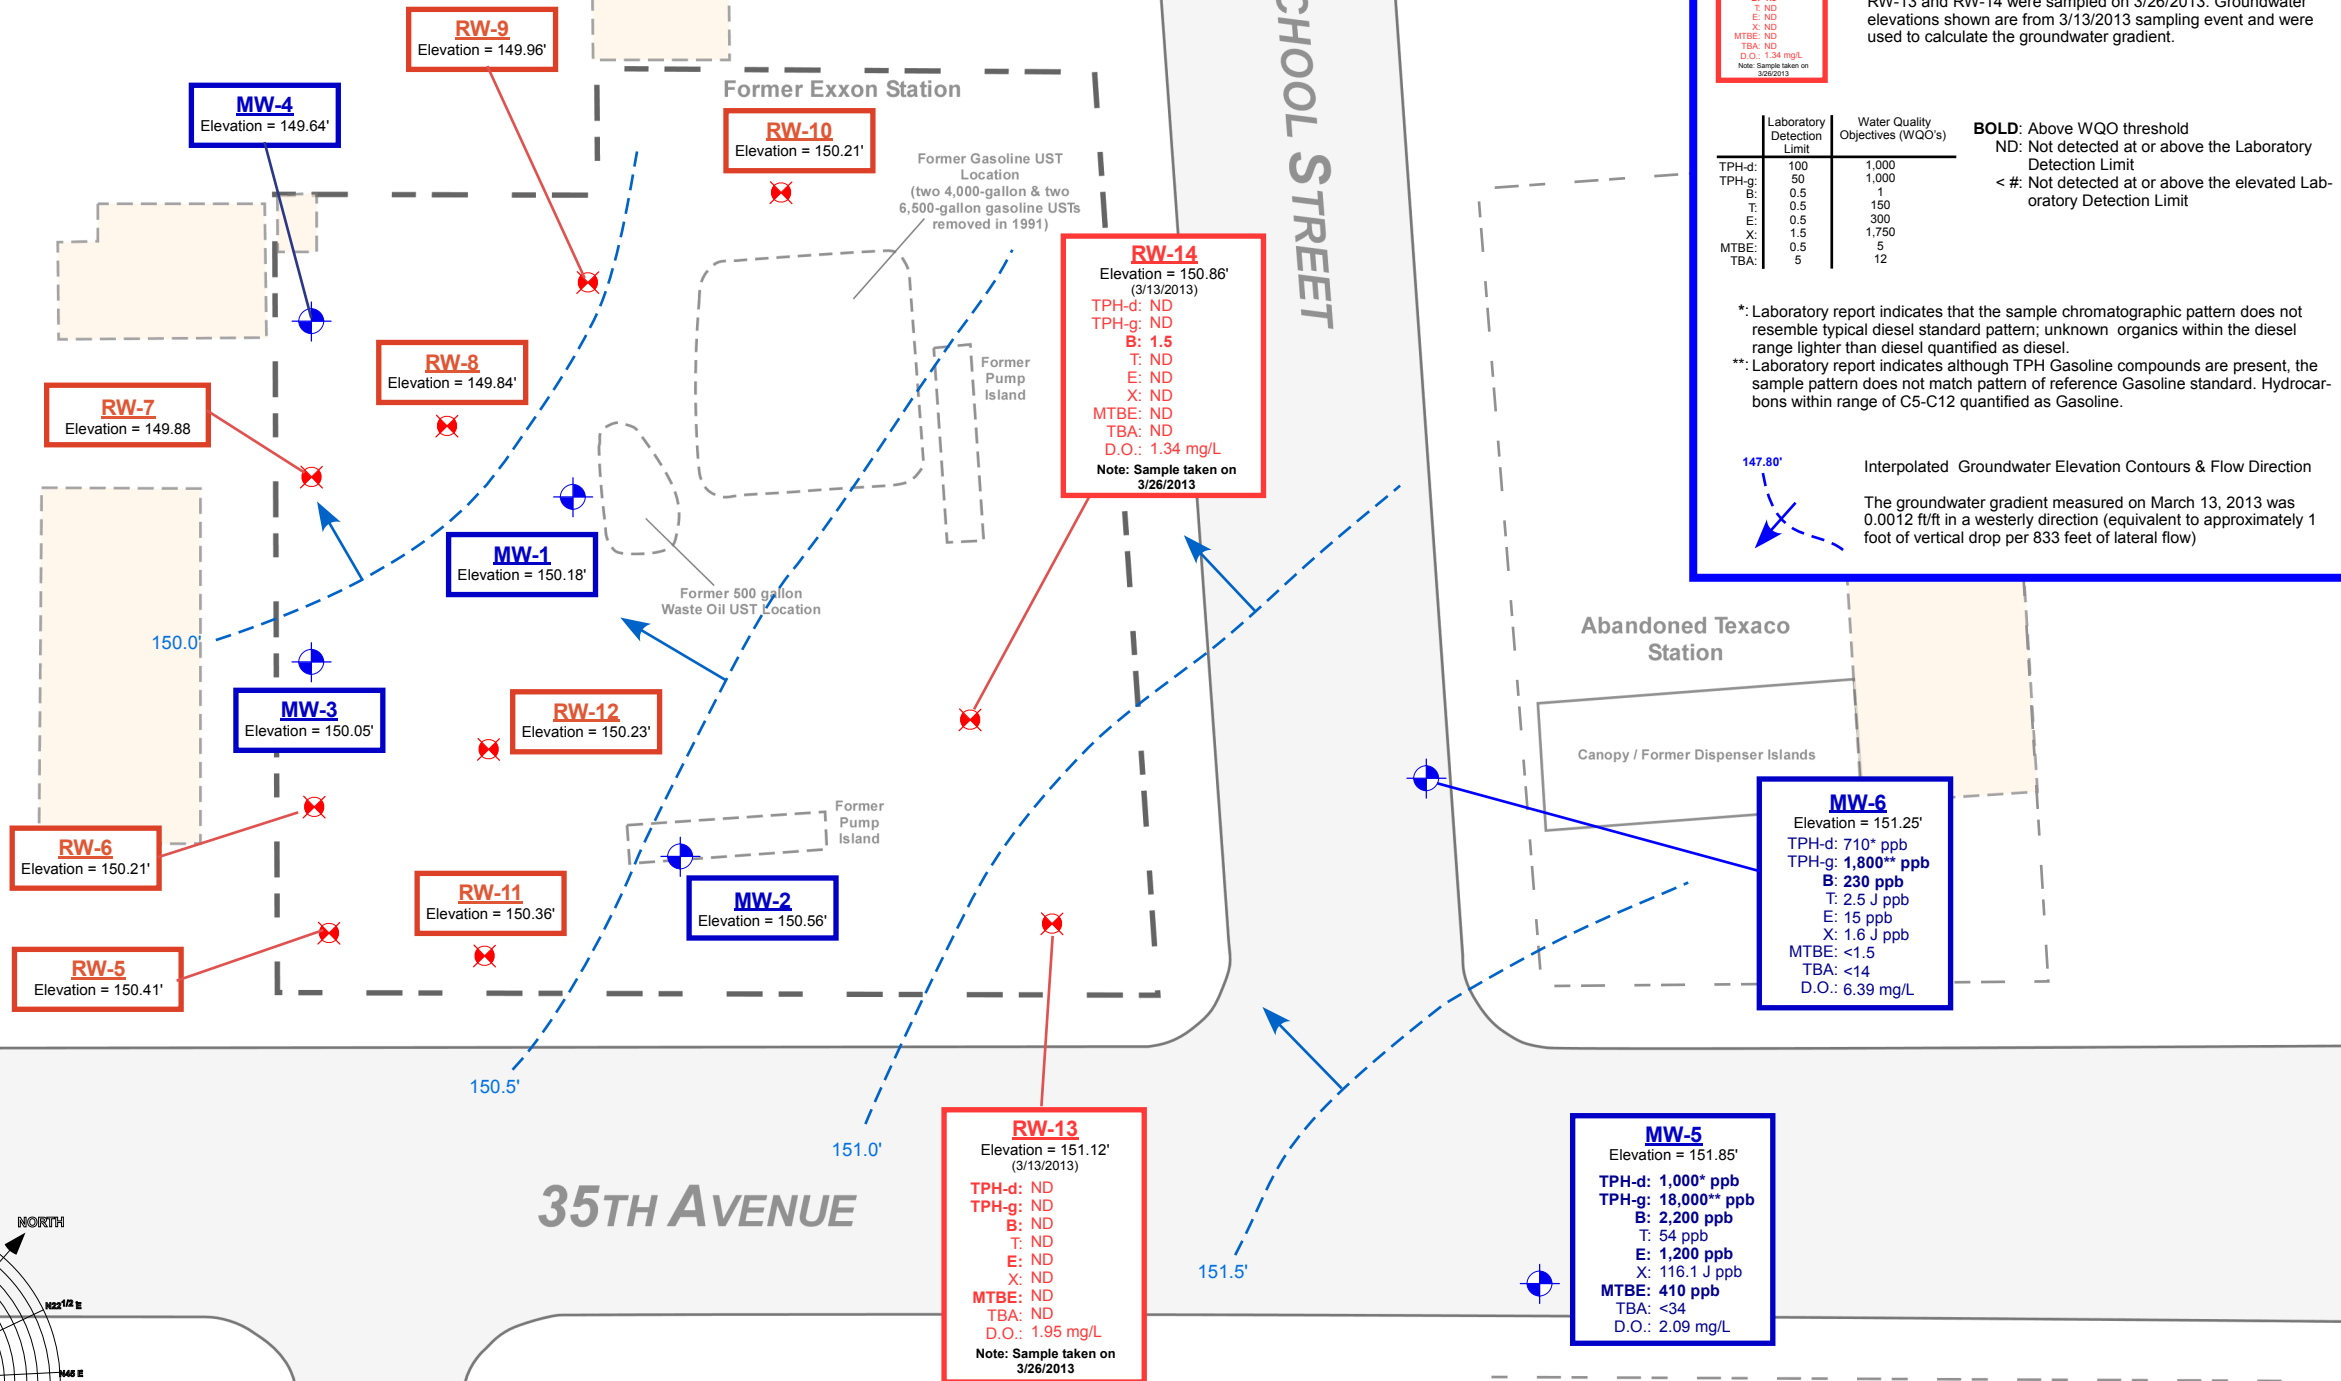 RW-9
Elevation = 149.96'
MW-4
Elevation = 149.64'
Former Exxon Station
RW-10
Elevation = 150.21'
Former Gasoline UST
Location
(two 4,000-gallon & two
6,500-gallon gasoline USTs
removed in 1991)
CHOOL STREET
RW-8
Elevation = 149.84'
RW-7
Elevation = 149.88
Former
Pump
Island
RW-14
Elevation = 150.86'
(3/13/2013)
TPH-d: ND
TPH-g: ND
B: 1.5
T: ND
E: ND
X: ND
MTBE: ND
TBA: ND
D.O.: 1.34 mg/L
Note: Sample taken on
3/26/2013
MW-1
Elevation = 150.18'
Former 500 gallon
Waste Oil UST Location
150.0'
MW-3
Elevation = 150.05'
RW-12
Elevation = 150.23'
RW-6
Elevation = 150.21'
Former
Pump
Island
RW-11
Elevation = 150.36'
MW-2
Elevation = 150.56'
RW-5
Elevation = 150.41'
150.5'
151.0'
151.5'
35TH AVENUE
RW-13
Elevation = 151.12'
(3/13/2013)
TPH-d: ND
TPH-g: ND
B: ND
T: ND
E: ND
X: ND
MTBE: ND
TBA: ND
D.O.: 1.95 mg/L
Note: Sample taken on
3/26/2013
NORTH
N22 1/2 E
N45 E
T: ND
E: ND
X: ND
MTBE: ND
TBA: ND
D.O.: 1.34 mg/L
Note: Sample taken on
3/26/2013
RW-13 and RW-14 were sampled on 3/26/2013. Groundwater
elevations shown are from 3/13/2013 sampling event and were
used to calculate the groundwater gradient.
Laboratory Detection Limit
Water Quality Objectives (WQO's)
TPH-d: 100 1,000
TPH-g: 50 1,000
B: 0.5 1
T: 0.5 150
E: 0.5 300
X: 1.5 1,750
MTBE: 0.5 5
TBA: 5 12
BOLD: Above WQO threshold
ND: Not detected at or above the Laboratory
Detection Limit
< #: Not detected at or above the elevated Lab-
oratory Detection Limit
*: Laboratory report indicates that the sample chromatographic pattern does not
resemble typical diesel standard pattern; unknown organics within the diesel
range lighter than diesel quantified as diesel.
**: Laboratory report indicates although TPH Gasoline compounds are present, the
sample pattern does not match pattern of reference Gasoline standard. Hydrocar-
bons within range of C5-C12 quantified as Gasoline.
147.80'
Interpolated Groundwater Elevation Contours & Flow Direction
The groundwater gradient measured on March 13, 2013 was
0.0012 ft/ft in a westerly direction (equivalent to approximately 1
foot of vertical drop per 833 feet of lateral flow)
Abandoned Texaco
Station
Canopy / Former Dispenser Islands
MW-6
Elevation = 151.25'
TPH-d: 710* ppb
TPH-g: 1,800** ppb
B: 230 ppb
T: 2.5 J ppb
E: 15 ppb
X: 1.6 J ppb
MTBE: <1.5
TBA: <14
D.O.: 6.39 mg/L
MW-5
Elevation = 151.85'
TPH-d: 1,000* ppb
TPH-g: 18,000** ppb
B: 2,200 ppb
T: 54 ppb
E: 1,200 ppb
X: 116.1 J ppb
MTBE: 410 ppb
TBA: <34
D.O.: 2.09 mg/L